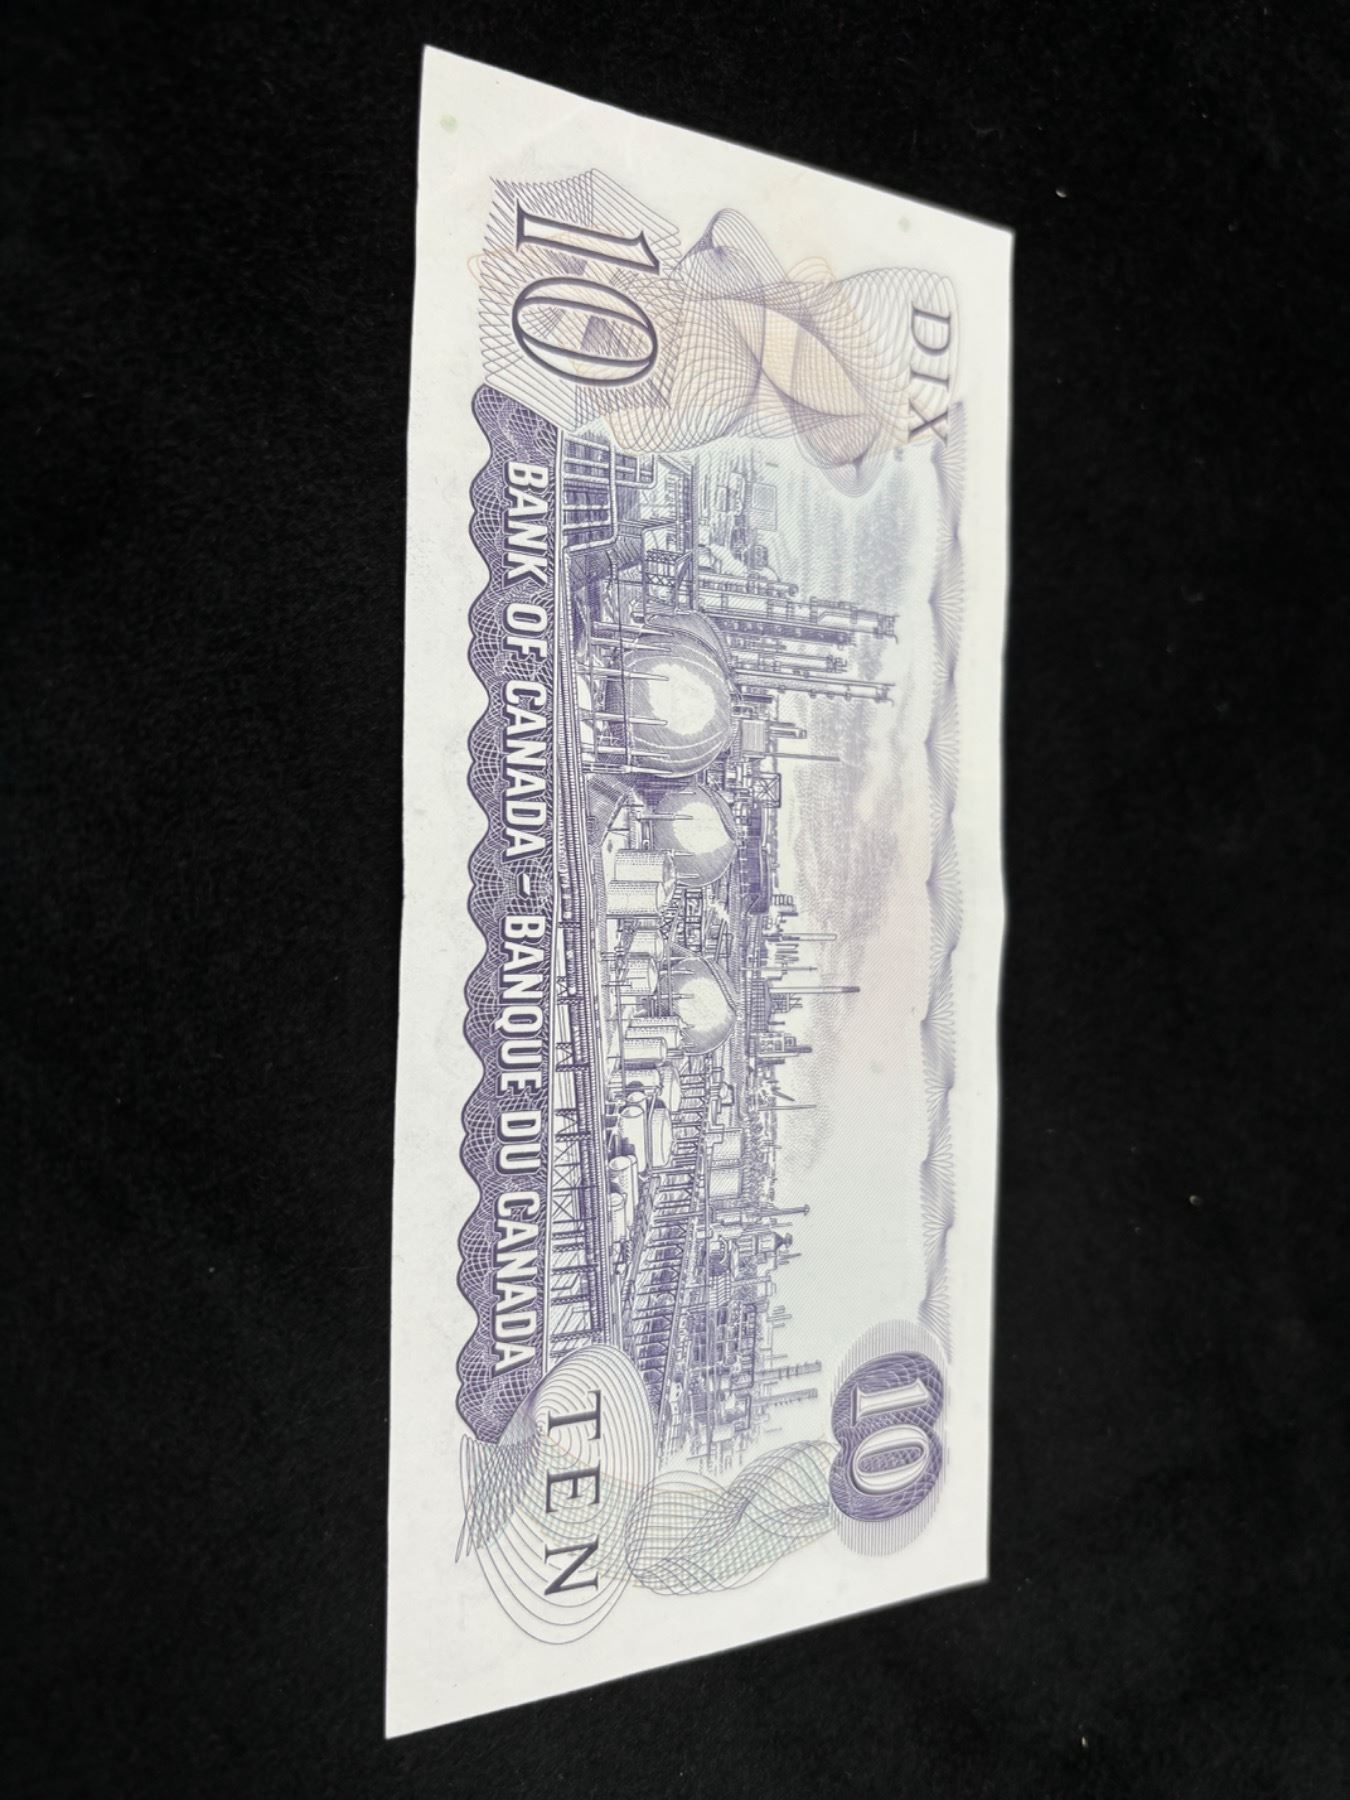 DIX
10
10
BANK OF CANADA - BANQUE DU CANADA
TEN